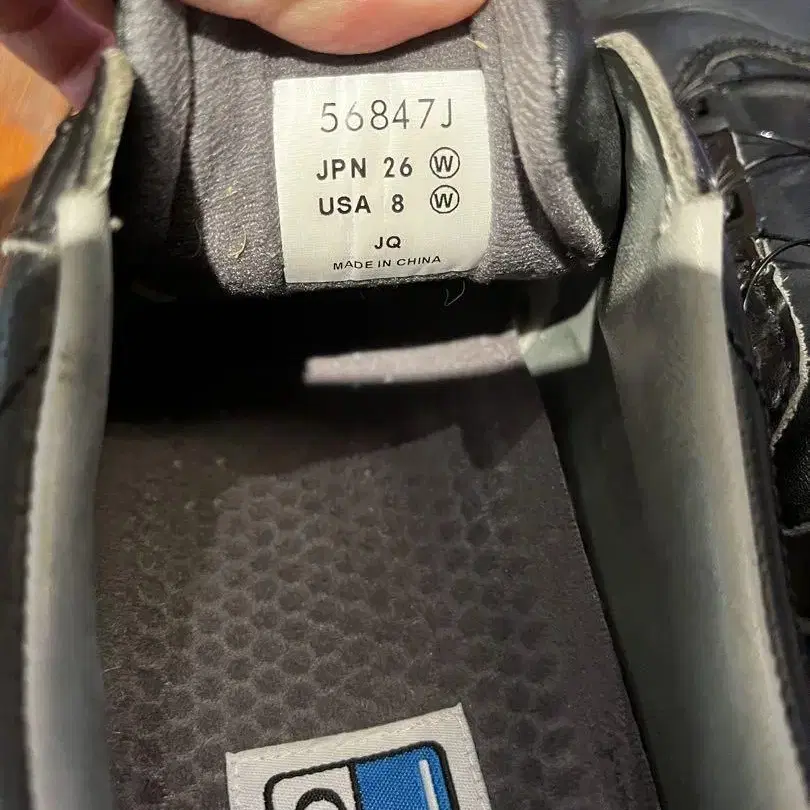 56847J
JPN 26 Ⓦ
USA 8 Ⓦ
JQ
MADE IN CHINA